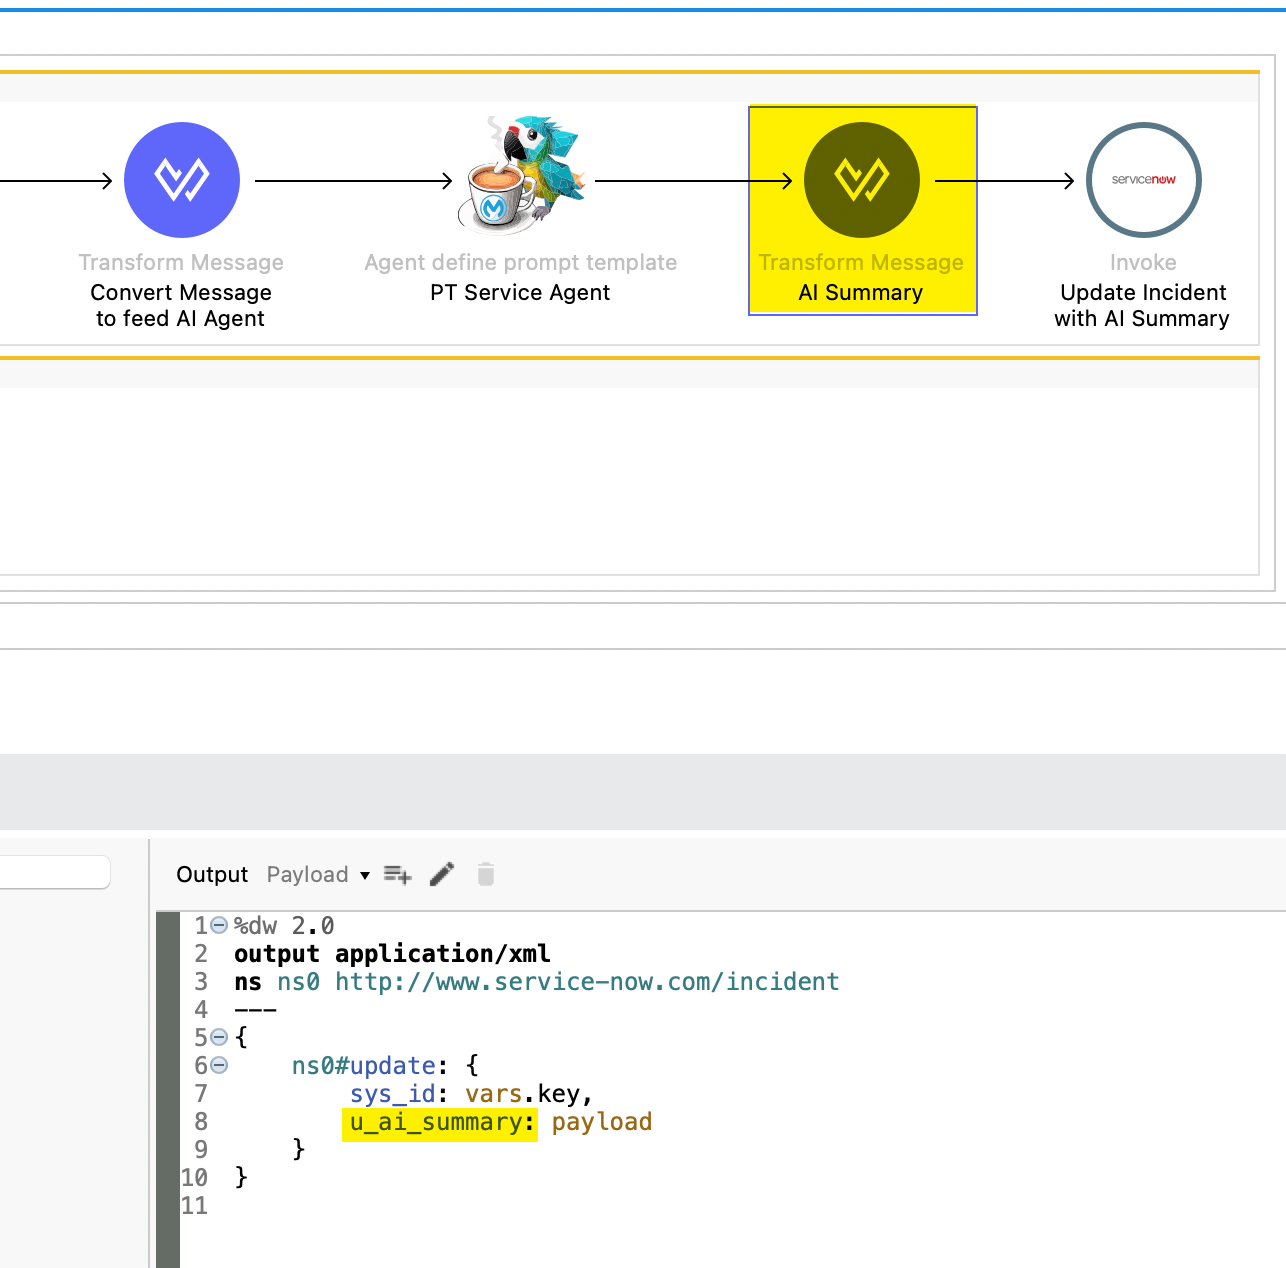 servicenow
Transform Message
Agent define prompt template
Transform Message
Invoke
Convert Message
to feed AI Agent
PT Service Agent
AI Summary
Update Incident
with AI Summary
Output Payload
1 %dw 2.0
2 output application/xml
3 ns ns0 http://www.service-now.com/incident
4 ---
5 {
6 ns0#update: {
7 sys_id: vars.key,
8 u_ai_summary: payload
9 }
10 }
11